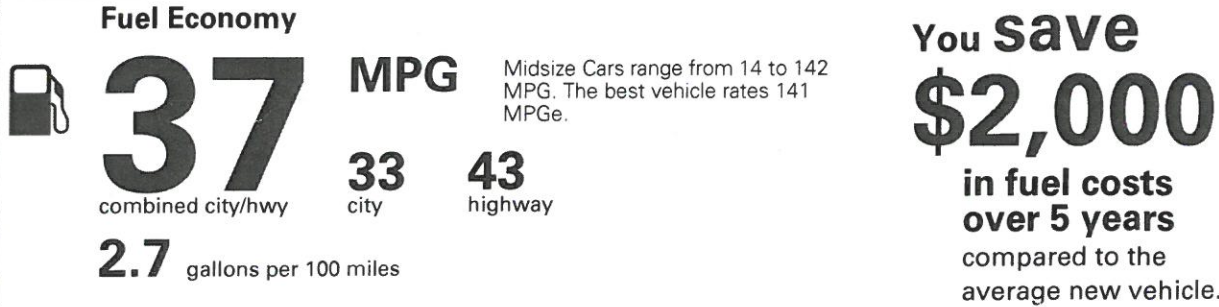 Fuel Economy
37
combined city/hwy
MPG
33
city
43
highway
Midsize Cars range from 14 to 142
MPG. The best vehicle rates 141
MPGe.
2.7 gallons per 100 miles
You save
$2,000
in fuel costs
over 5 years
compared to the
average new vehicle.